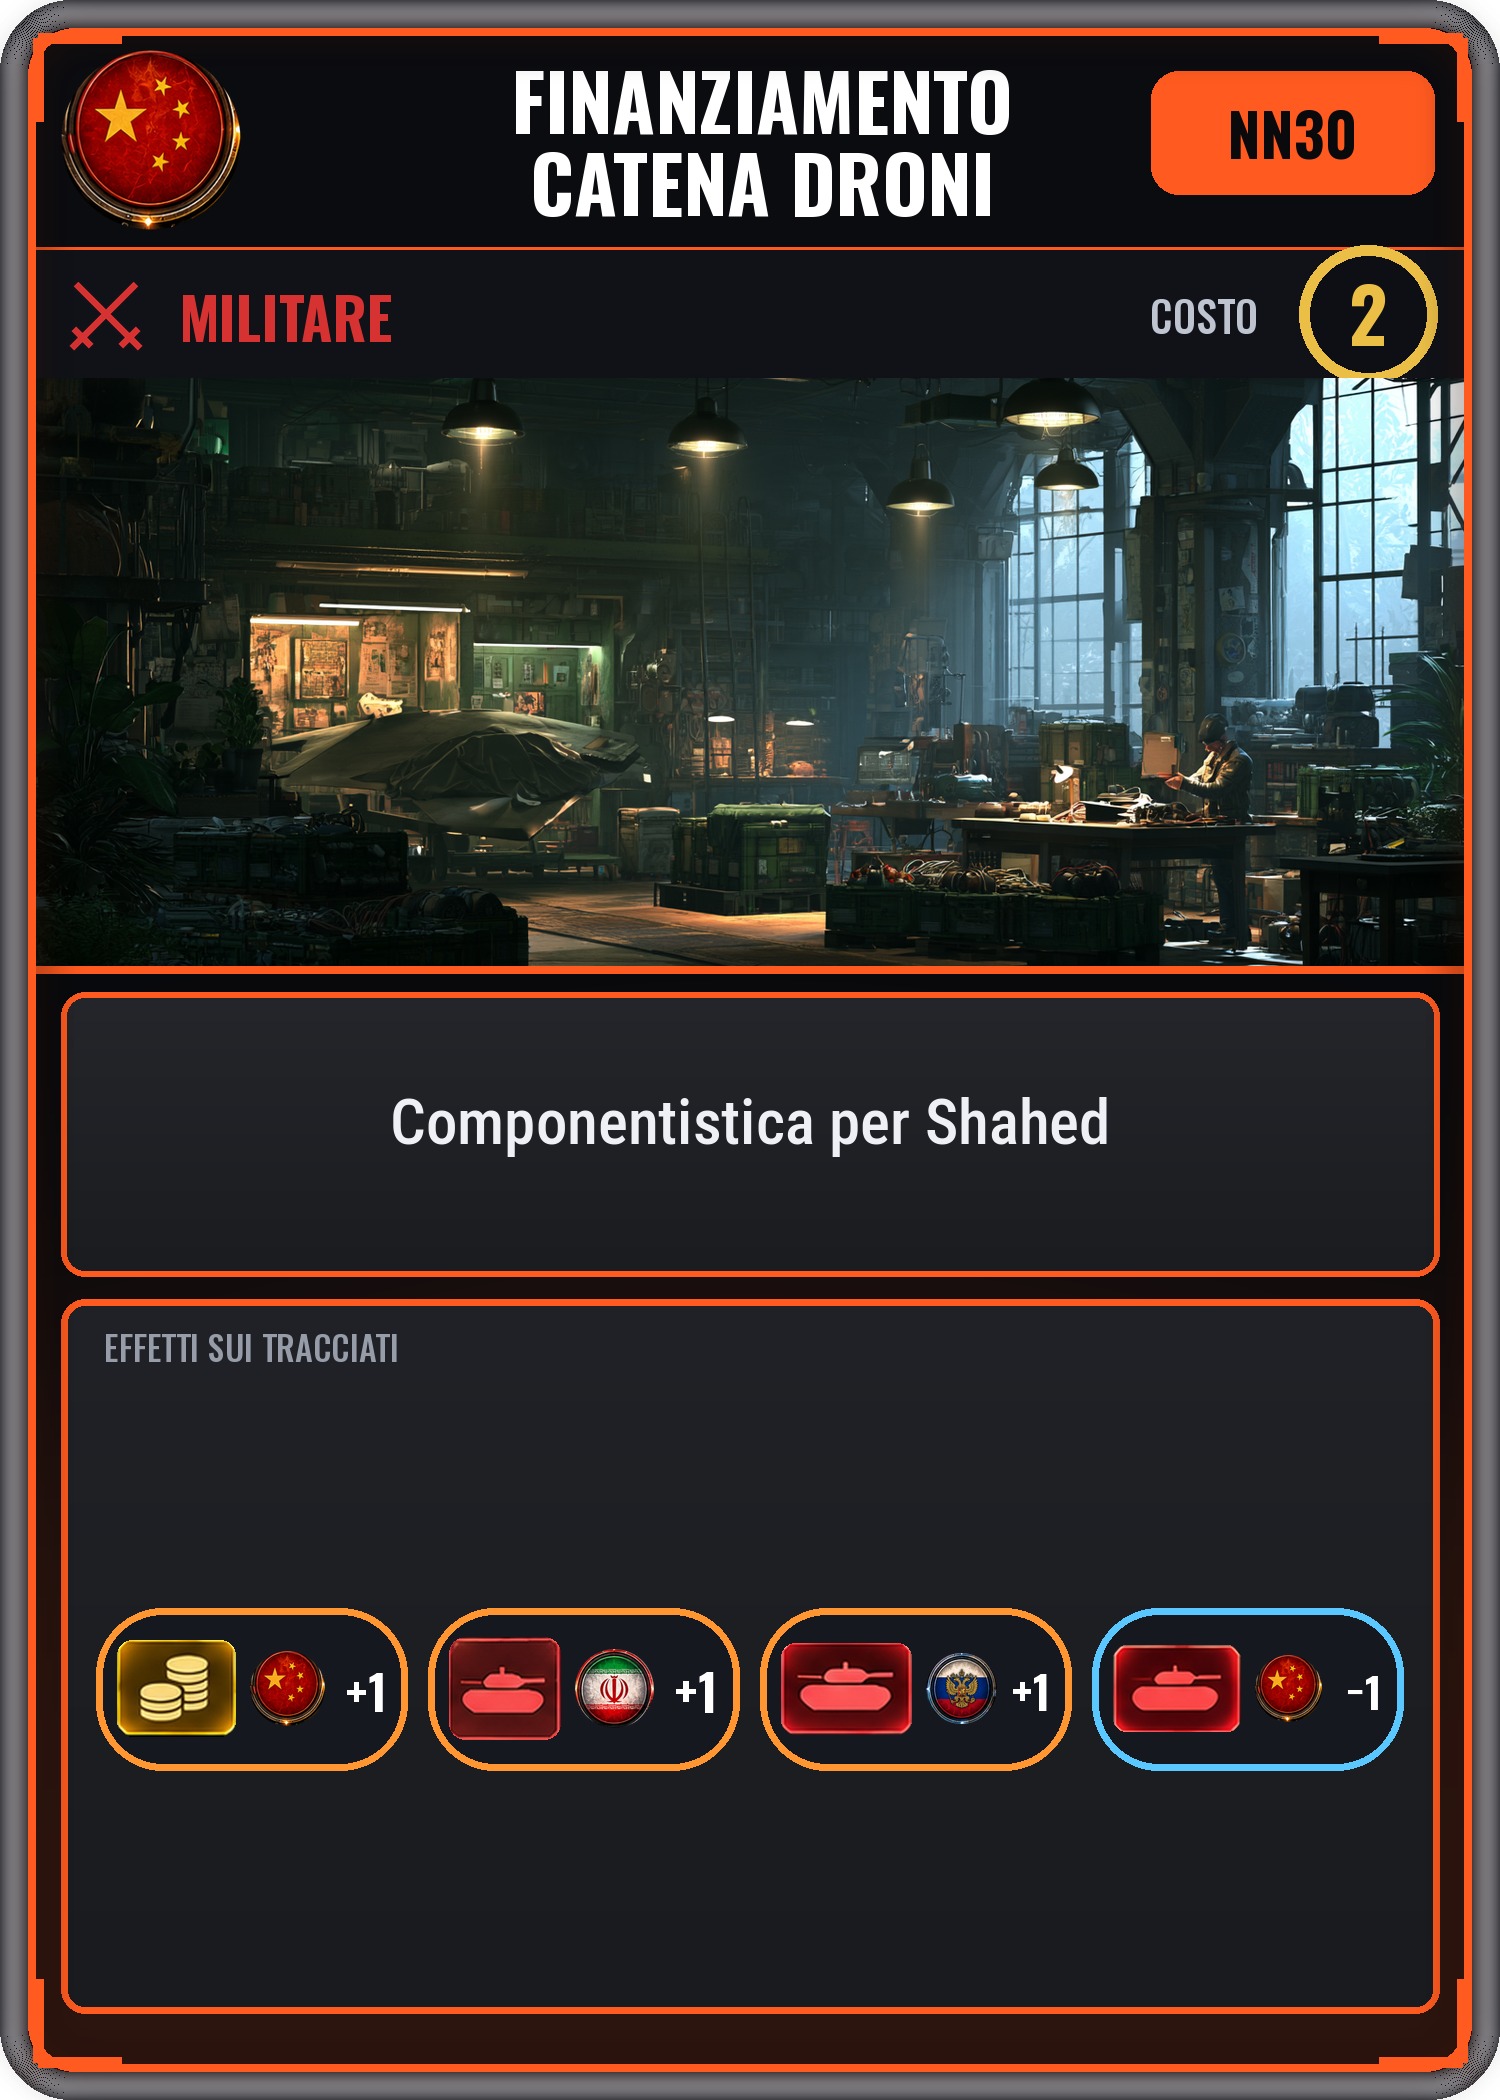 FINANZIAMENTO
CATENA DRONI
NN30
MILITARE
COSTO
2
Componentistica per Shahed
EFFETTI SUI TRACCIATI
+1
+1
+1
-1